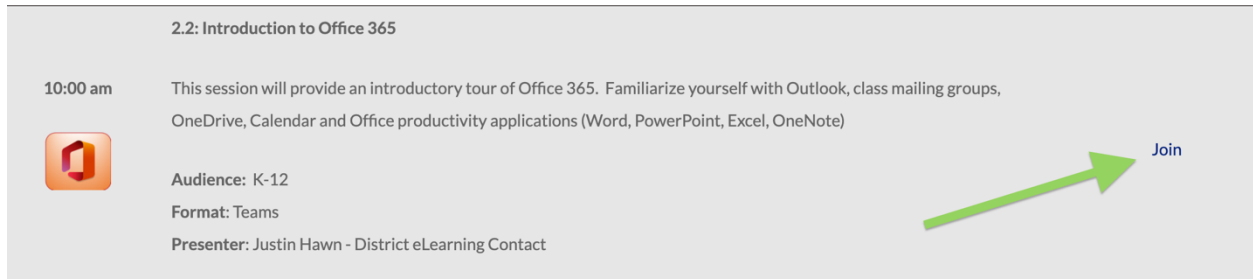 2.2: Introduction to Office 365
10:00 am
This session will provide an introductory tour of Office 365.  Familiarize yourself with Outlook, class mailing groups,
OneDrive, Calendar and Office productivity applications (Word, PowerPoint, Excel, OneNote)
Join
Audience:  K-12
Format: Teams
Presenter: Justin Hawn - District eLearning Contact